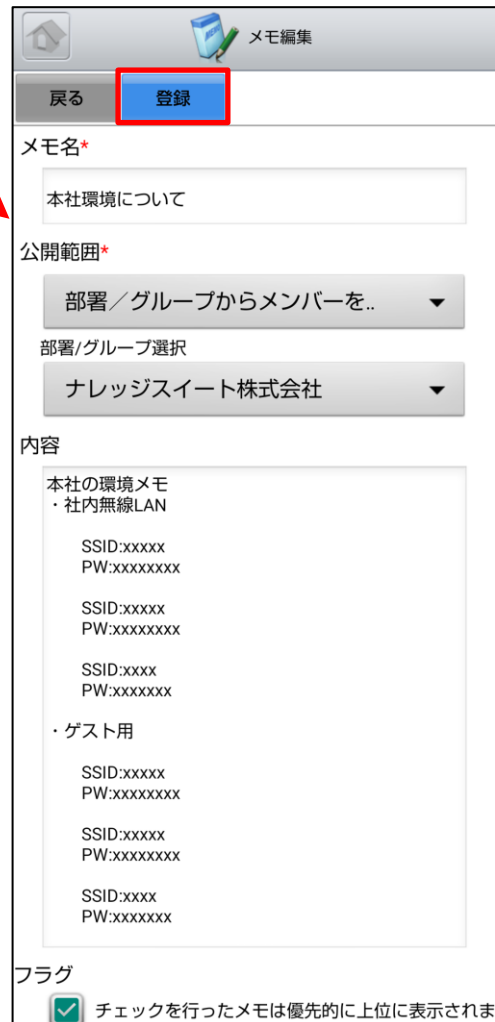 メモ編集
戻る
登録
メモ名*
本社環境について
公開範囲*
部署／グループからメンバーを..
部署/グループ選択
ナレッジスイート株式会社
内容
本社の環境メモ
・社内無線LAN
SSID:xxxxx
PW:xxxxxxxx
SSID:xxxxx
PW:xxxxxxxx
SSID:xxxx
PW:xxxxxxx
・ゲスト用
SSID:xxxxx
PW:xxxxxxxx
SSID:xxxxx
PW:xxxxxxxx
SSID:xxxx
PW:xxxxxxx
フラグ
チェックを行ったメモは優先的に上位に表示されま